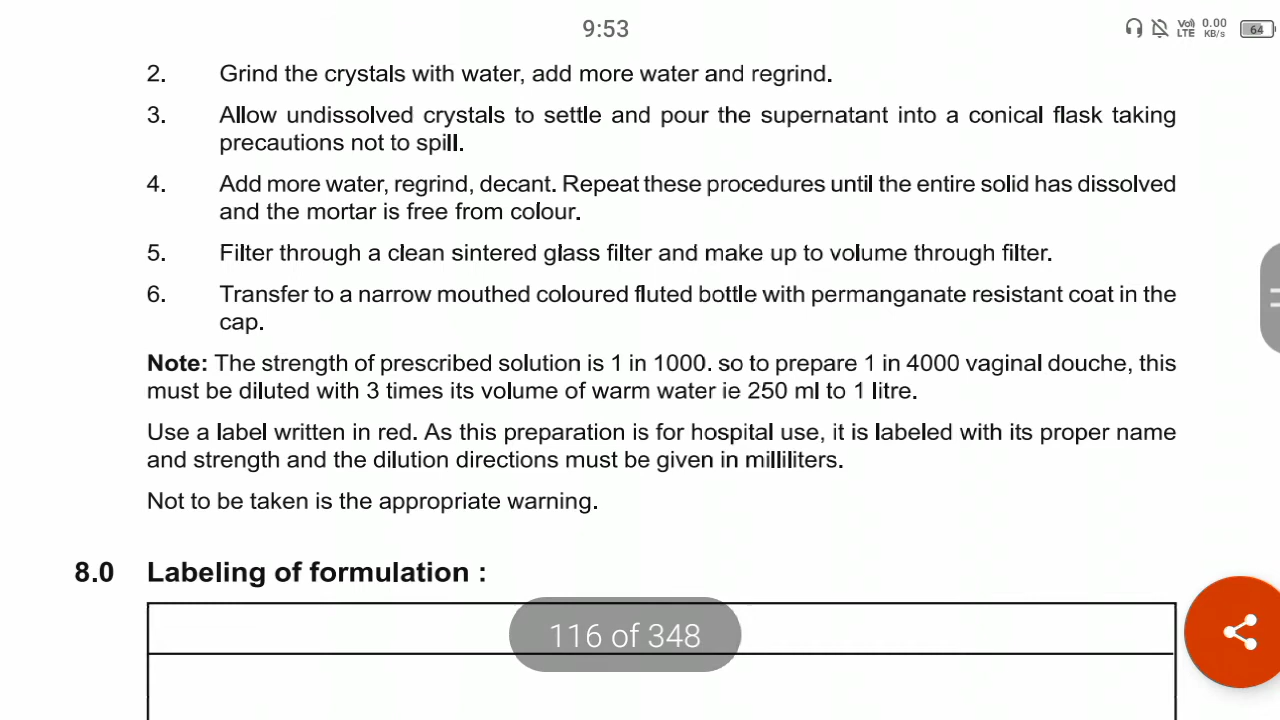 9:53
Vo) 0.00
LTE KB/s
64
2. Grind the crystals with water, add more water and regrind.
3. Allow undissolved crystals to settle and pour the supernatant into a conical flask taking
precautions not to spill.
4. Add more water, regrind, decant. Repeat these procedures until the entire solid has dissolved
and the mortar is free from colour.
5. Filter through a clean sintered glass filter and make up to volume through filter.
6. Transfer to a narrow mouthed coloured fluted bottle with permanganate resistant coat in the
cap.
Note: The strength of prescribed solution is 1 in 1000. so to prepare 1 in 4000 vaginal douche, this
must be diluted with 3 times its volume of warm water ie 250 ml to 1 litre.
Use a label written in red. As this preparation is for hospital use, it is labeled with its proper name
and strength and the dilution directions must be given in milliliters.
Not to be taken is the appropriate warning.
8.0 Labeling of formulation :
116 of 348